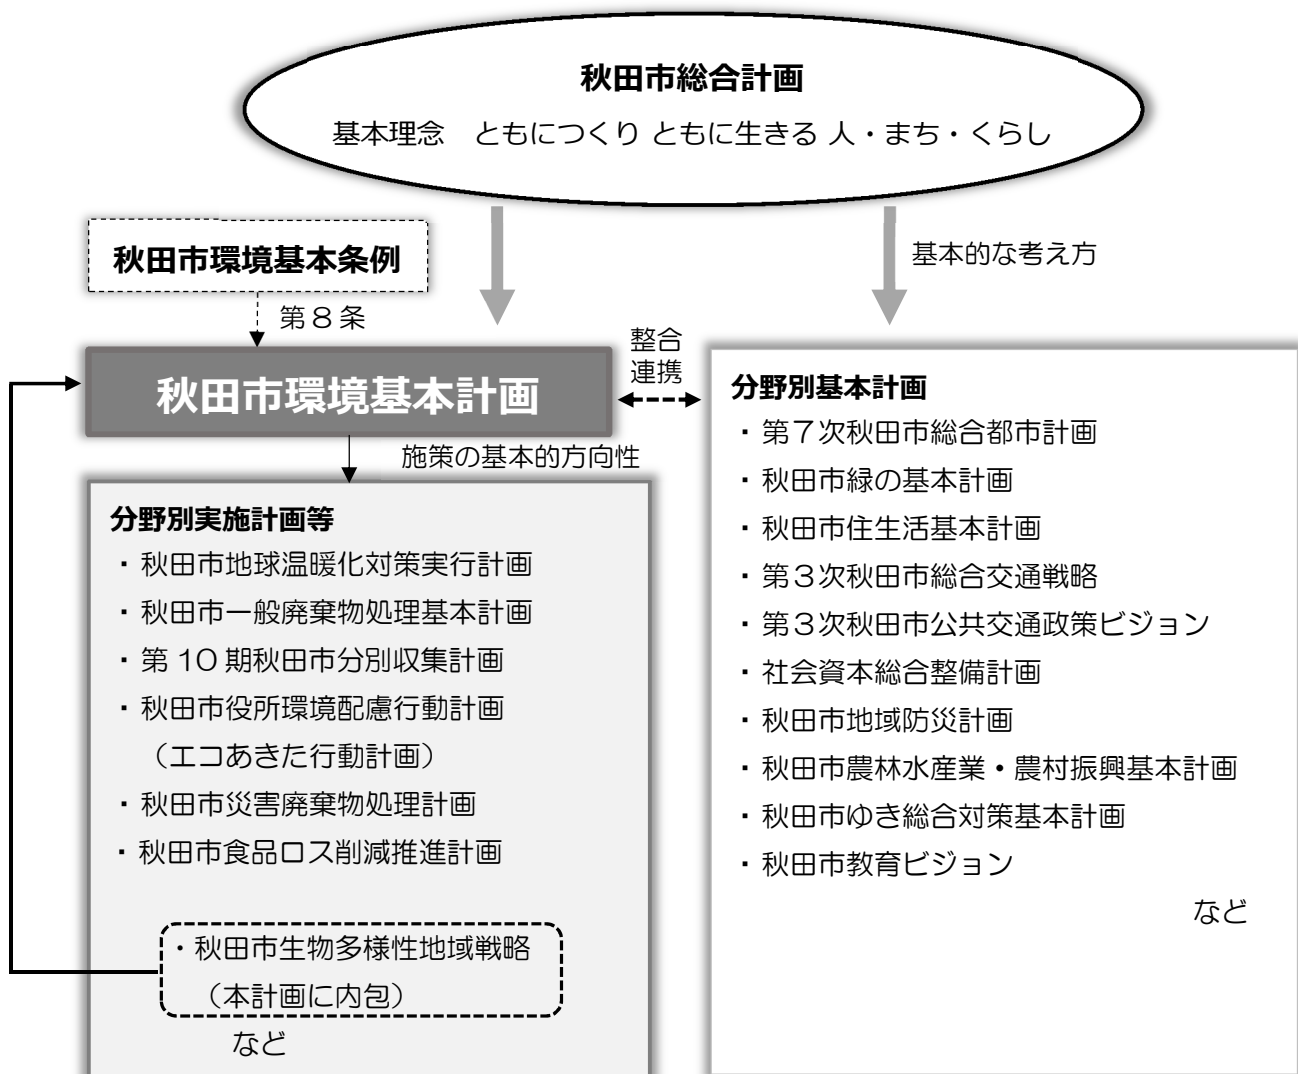 秋田市総合計画
基本理念　ともにつくり ともに生きる 人・まち・くらし
秋田市環境基本条例
基本的な考え方
第８条
整合
連携
秋田市環境基本計画
施策の基本的方向性
分野別実施計画等
・秋田市地球温暖化対策実行計画
・秋田市一般廃棄物処理基本計画
・第 10 期秋田市分別収集計画
・秋田市役所環境配慮行動計画
（エコあきた行動計画）
・秋田市災害廃棄物処理計画
・秋田市食品ロス削減推進計画
・秋田市生物多様性地域戦略
（本計画に内包）
など
分野別基本計画
・第７次秋田市総合都市計画
・秋田市緑の基本計画
・秋田市住生活基本計画
・第３次秋田市総合交通戦略
・第３次秋田市公共交通政策ビジョン
・社会資本総合整備計画
・秋田市地域防災計画
・秋田市農林水産業・農村振興基本計画
・秋田市ゆき総合対策基本計画
・秋田市教育ビジョン
など